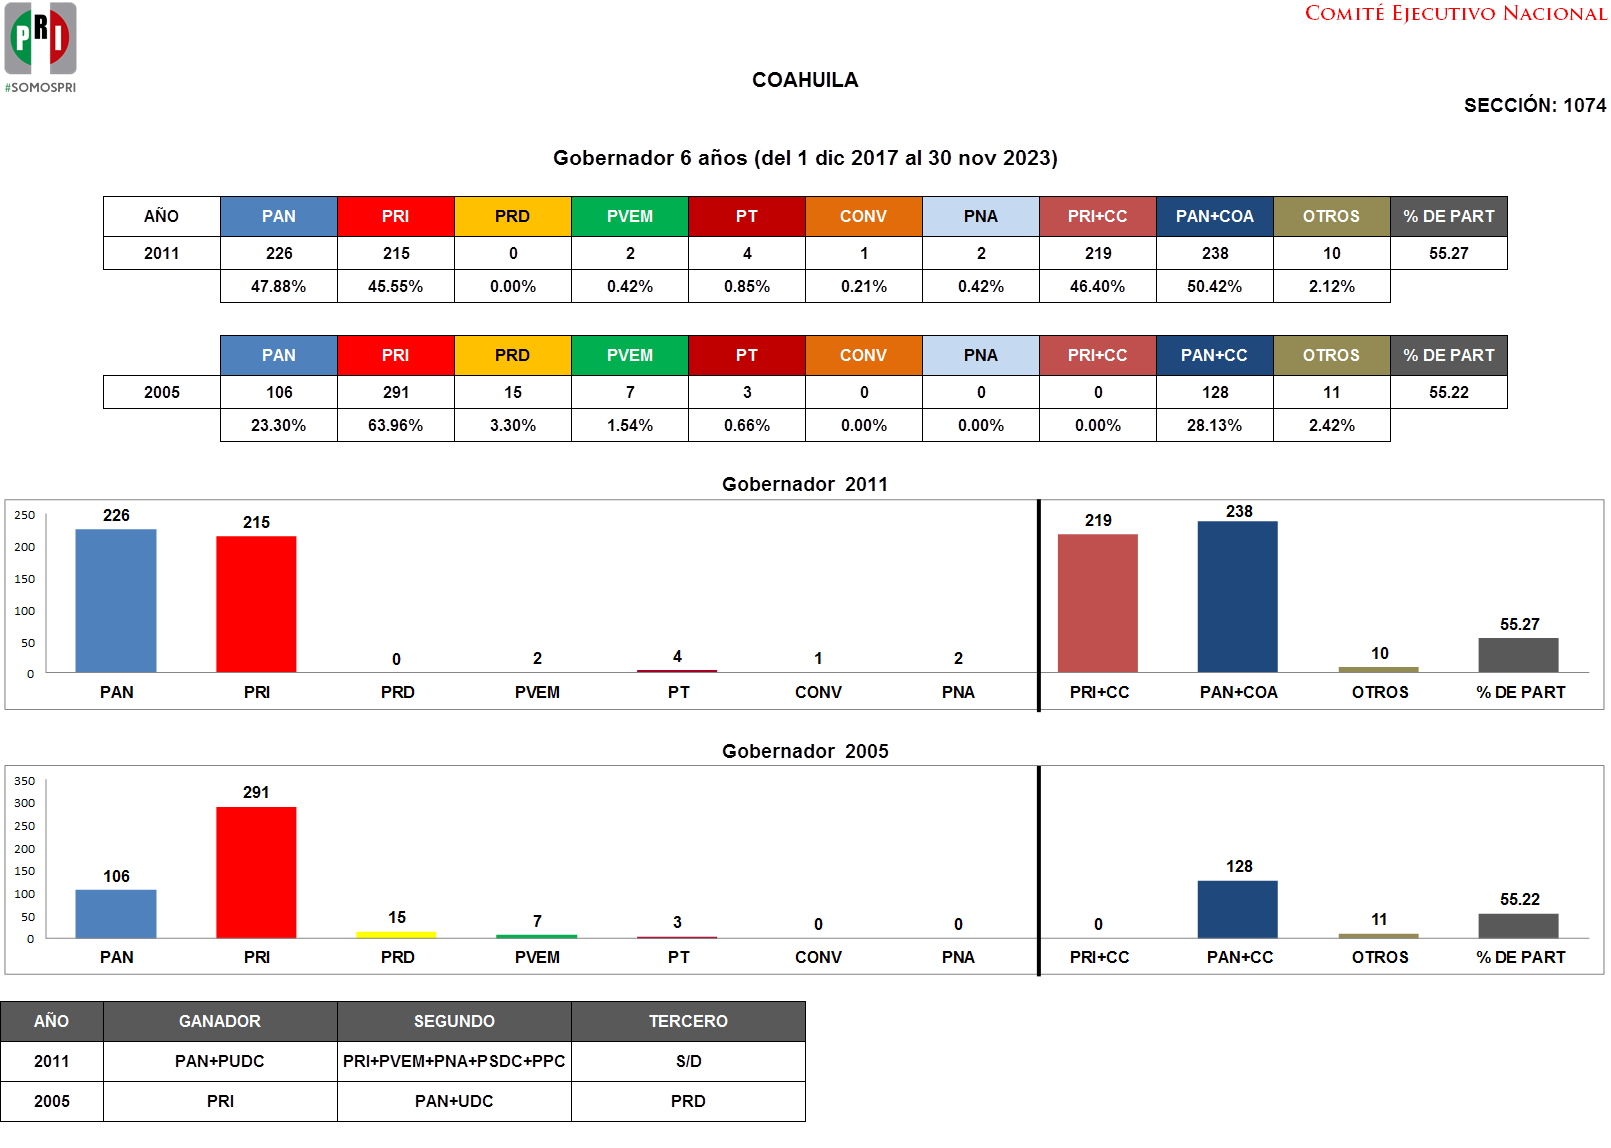 PRI
#SOMOSPRI
COMITÉ EJECUTIVO NACIONAL
COAHUILA
SECCIÓN: 1074
Gobernador 6 años (del 1 dic 2017 al 30 nov 2023)
AÑO PAN PRI PRD PVEM PT CONV PNA PRI+CC PAN+COA OTROS % DE PART
2011 226 215 0 2 4 1 2 219 238 10 55.27
47.88% 45.55% 0.00% 0.42% 0.85% 0.21% 0.42% 46.40% 50.42% 2.12%
PAN PRI PRD PVEM PT CONV PNA PRI+CC PAN+CC OTROS % DE PART
2005 106 291 15 7 3 0 0 0 128 11 55.22
23.30% 63.96% 3.30% 1.54% 0.66% 0.00% 0.00% 0.00% 28.13% 2.42%
Gobernador 2011
250
200
150
100
50
0
226 215 0 2 4 1 2 219 238 10 55.27
PAN PRI PRD PVEM PT CONV PNA PRI+CC PAN+COA OTROS % DE PART
Gobernador 2005
350
300
250
200
150
100
50
0
106 291 15 7 3 0 0 0 128 11 55.22
PAN PRI PRD PVEM PT CONV PNA PRI+CC PAN+CC OTROS % DE PART
AÑO GANADOR SEGUNDO TERCERO
2011 PAN+PUDC PRI+PVEM+PNA+PSDC+PPC S/D
2005 PRI PAN+UDC PRD